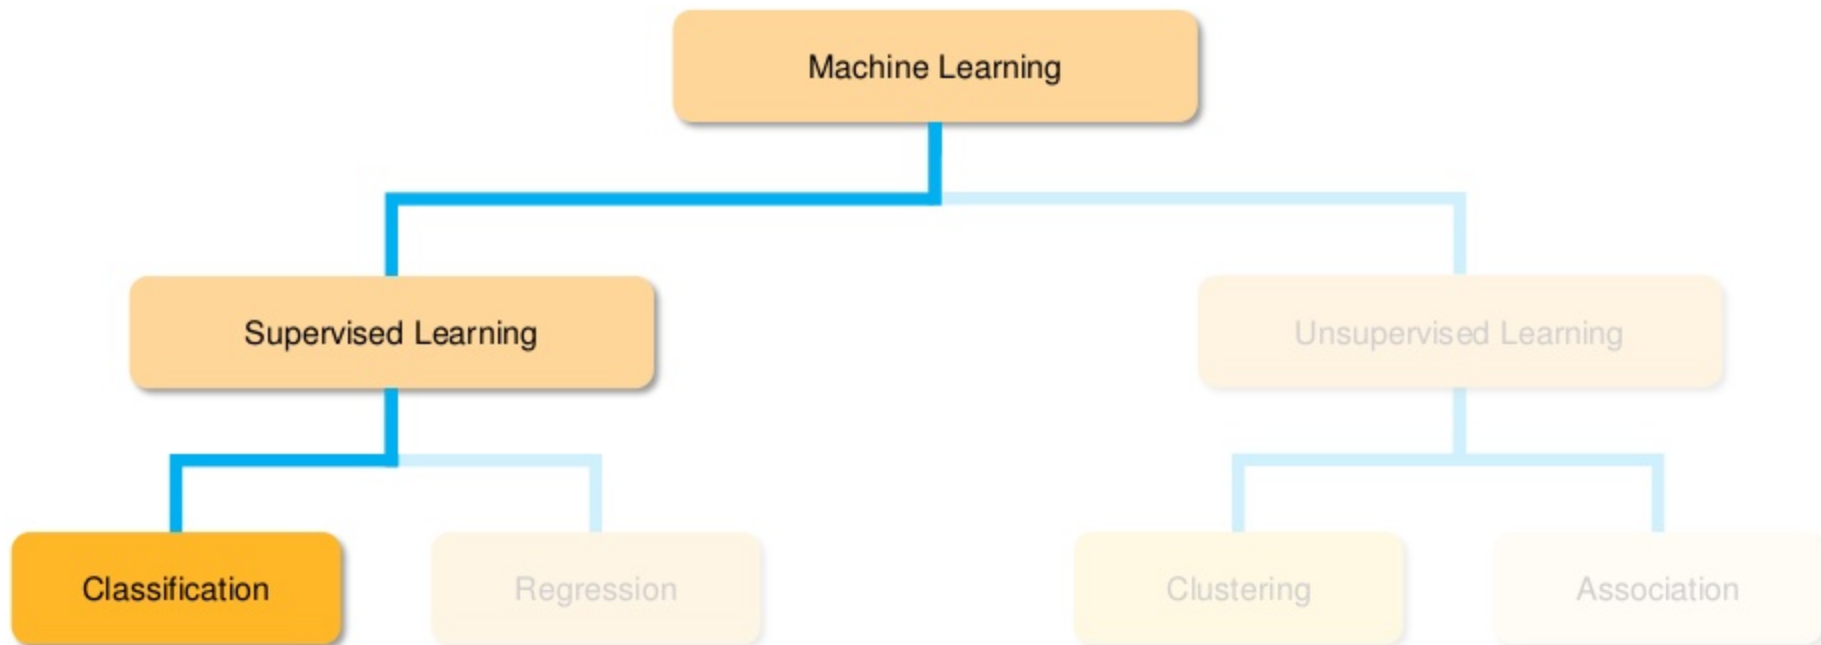 Machine Learning
Supervised Learning
Unsupervised Learning
Classification
Regression
Clustering
Association